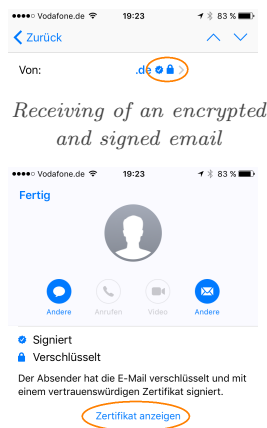 Vodafone.de 19:23 83 %
Zurück
Von: .de
Receiving of an encrypted
and signed email
Vodafone.de 19:23 83 %
Fertig
Andere Anrufen Video Andere
Signiert
Verschlüsselt
Der Absender hat die E-Mail verschlüsselt und mit
einem vertrauenswürdigen Zertifikat signiert.
Zertifikat anzeigen